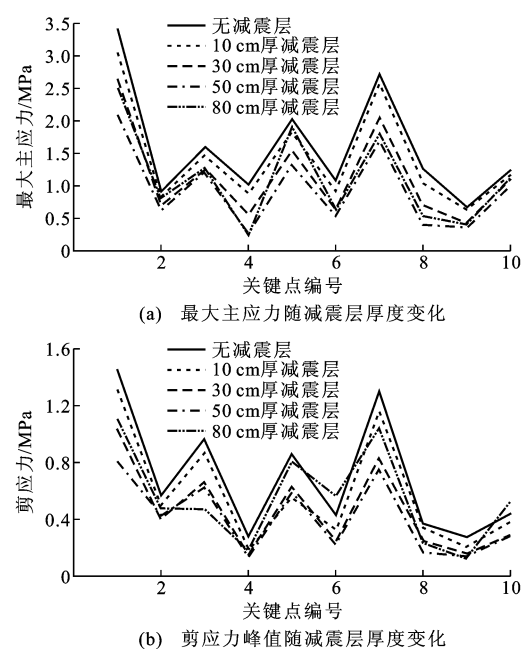 3.5
3.0
2.5
2.0
1.5
1.0
0.5
0
最大主应力/MPa
无减震层
10 cm厚减震层
30 cm厚减震层
50 cm厚减震层
80 cm厚减震层
2 4 6 8 10
关键点编号
(a) 最大主应力随减震层厚度变化
1.6
1.2
0.8
0.4
0
剪应力/MPa
无减震层
10 cm厚减震层
30 cm厚减震层
50 cm厚减震层
80 cm厚减震层
2 4 6 8 10
关键点编号
(b) 剪应力峰值随减震层厚度变化